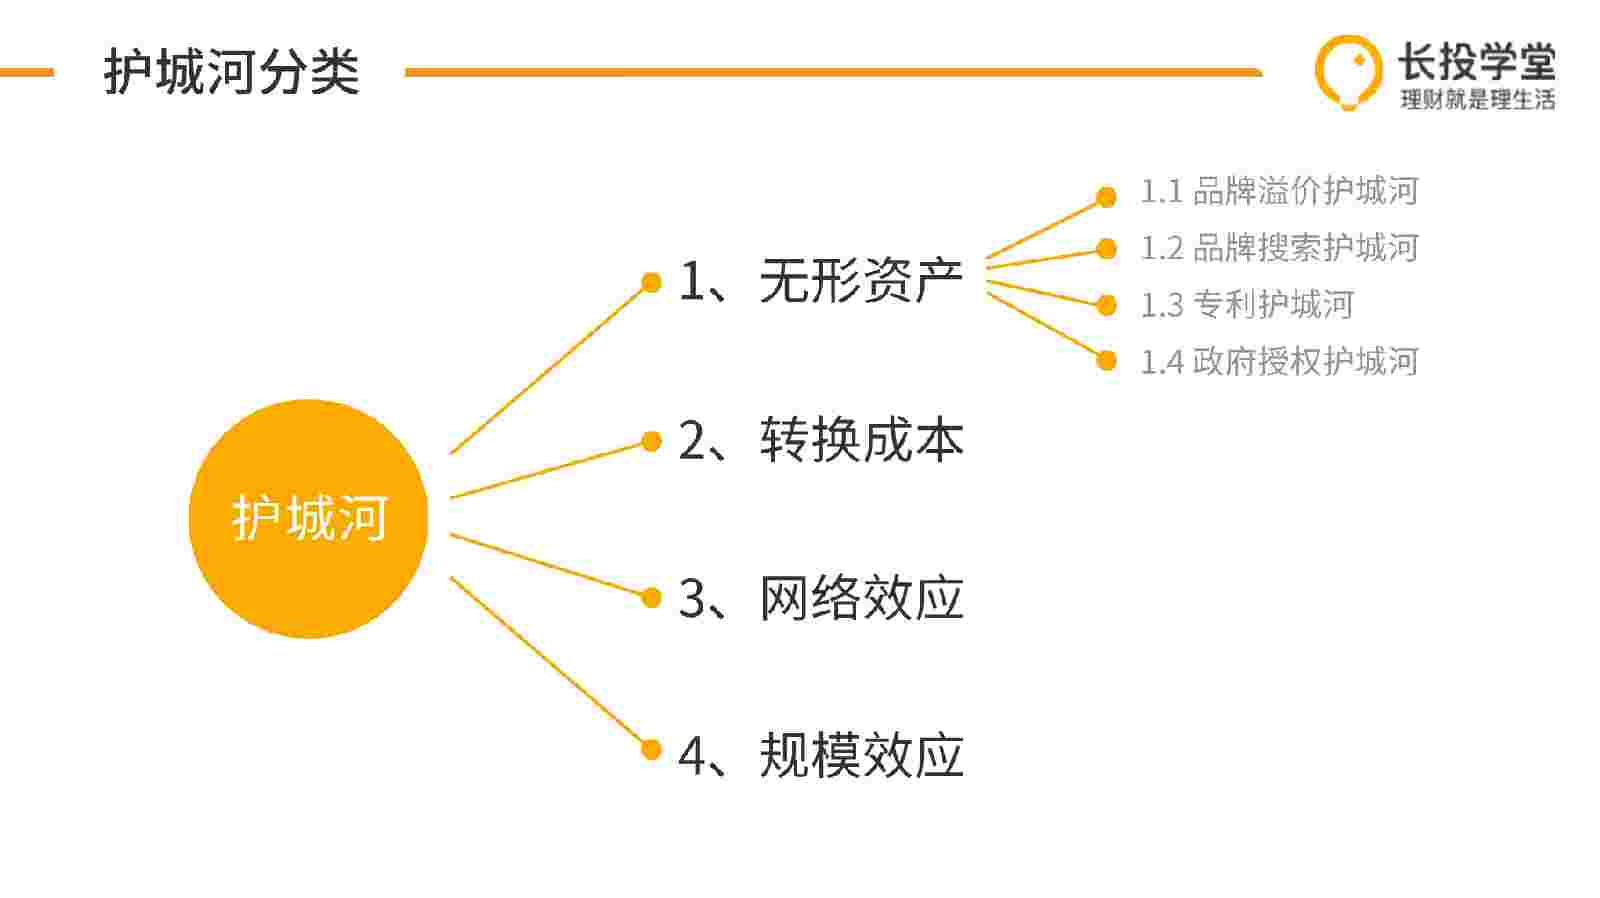 护城河分类
长投学堂
理财就是理生活
护城河
1、无形资产
1.1 品牌溢价护城河
1.2 品牌搜索护城河
1.3 专利护城河
1.4 政府授权护城河
2、转换成本
3、网络效应
4、规模效应